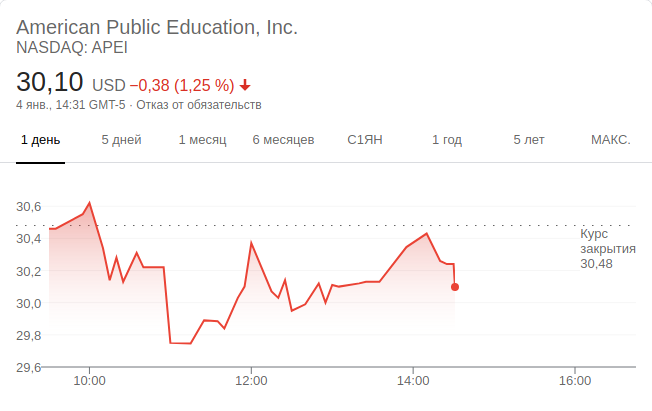 American Public Education, Inc.
NASDAQ: APEI
30,10 USD −0,38 (1,25 %)
4 янв., 14:31 GMT-5 · Отказ от обязательств
1 день 5 дней 1 месяц 6 месяцев С1ЯН 1 год 5 лет МАКС.
30,6
30,4
30,2
30,0
29,8
29,6
Курс
закрытия
30,48
10:00 12:00 14:00 16:00